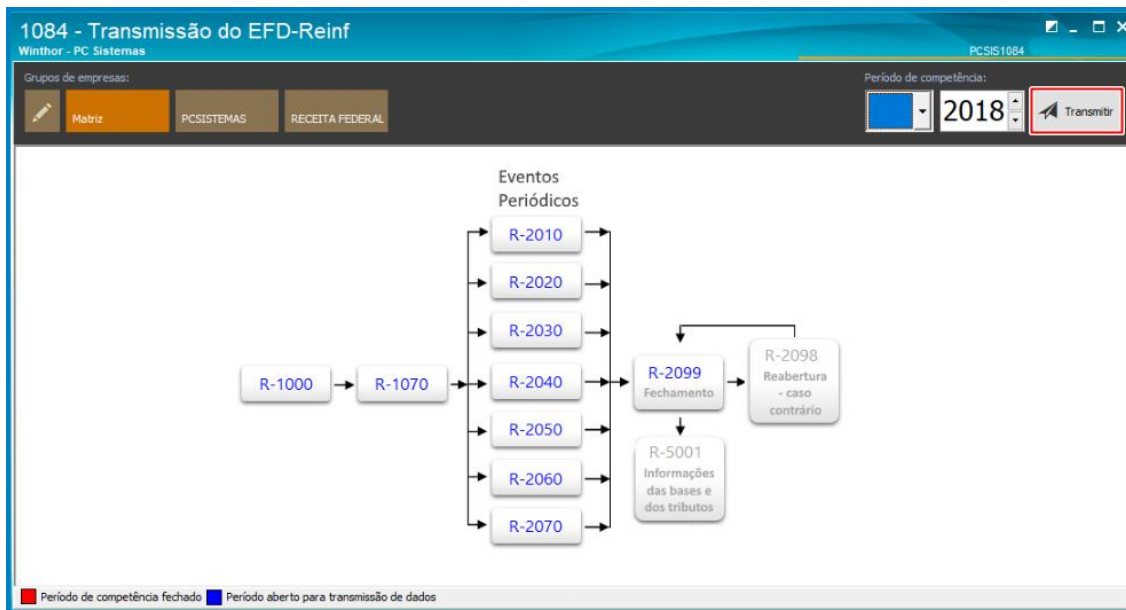 1084 - Transmissão do EFD-Reinf
Winthor - PC Sistemas
PCSIS1084
Grupos de empresas:
Período de competência:
Matriz
PCSISTEMAS
RECEITA FEDERAL
2018
Transmitir
Eventos
Periódicos
R-2010
R-2020
R-2030
R-1000
R-1070
R-2040
R-2050
R-2060
R-2070
R-2099
Fechamento
R-2098
Reabertura
- caso
contrário
R-5001
Informações
das bases e
dos tributos
Período de competência fechado
Período aberto para transmissão de dados